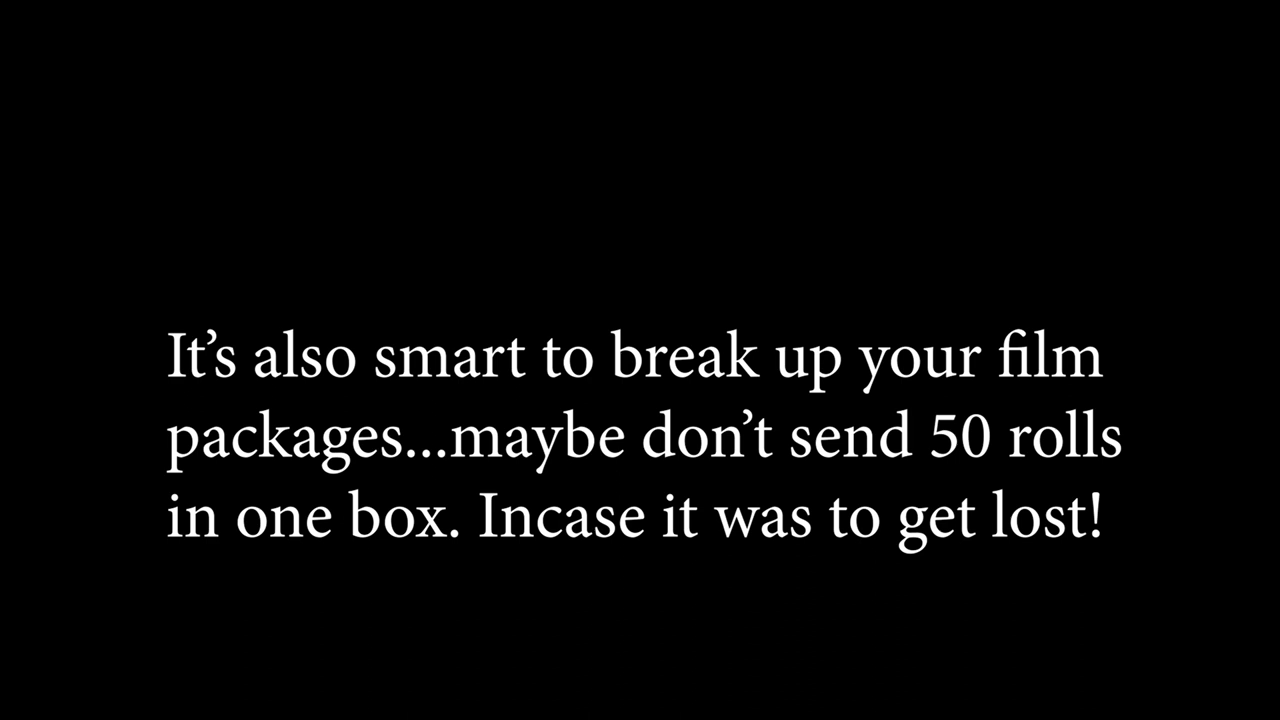 It’s also smart to break up your film
packages...maybe don’t send 50 rolls
in one box. Incase it was to get lost!